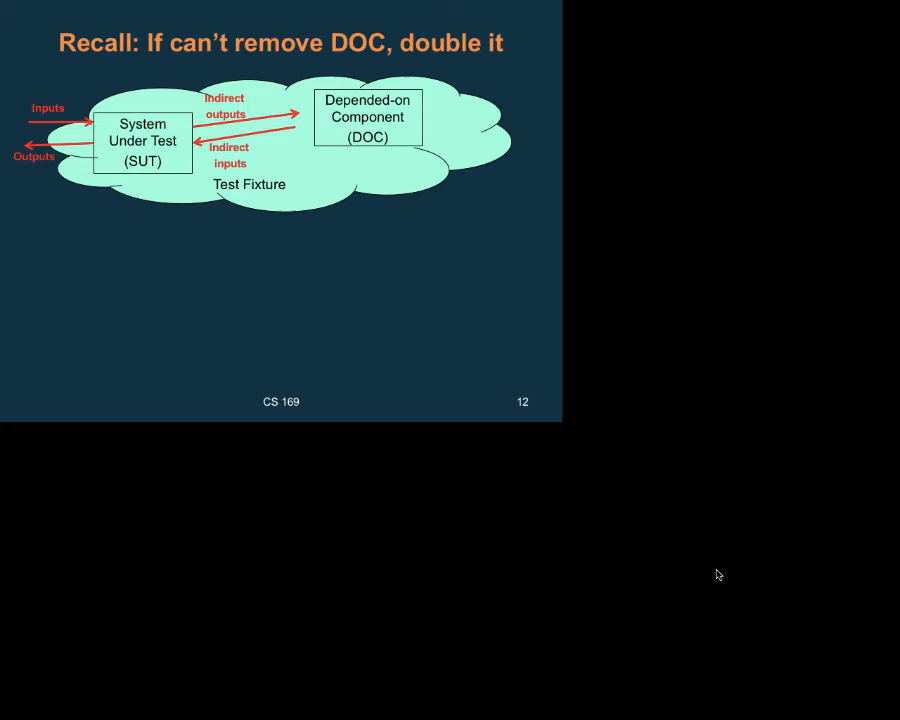 Recall: If can't remove DOC, double it
Inputs
Outputs
System
Under Test
(SUT)
Indirect
outputs
Indirect
inputs
Depended-on
Component
(DOC)
Test Fixture
CS 169
12